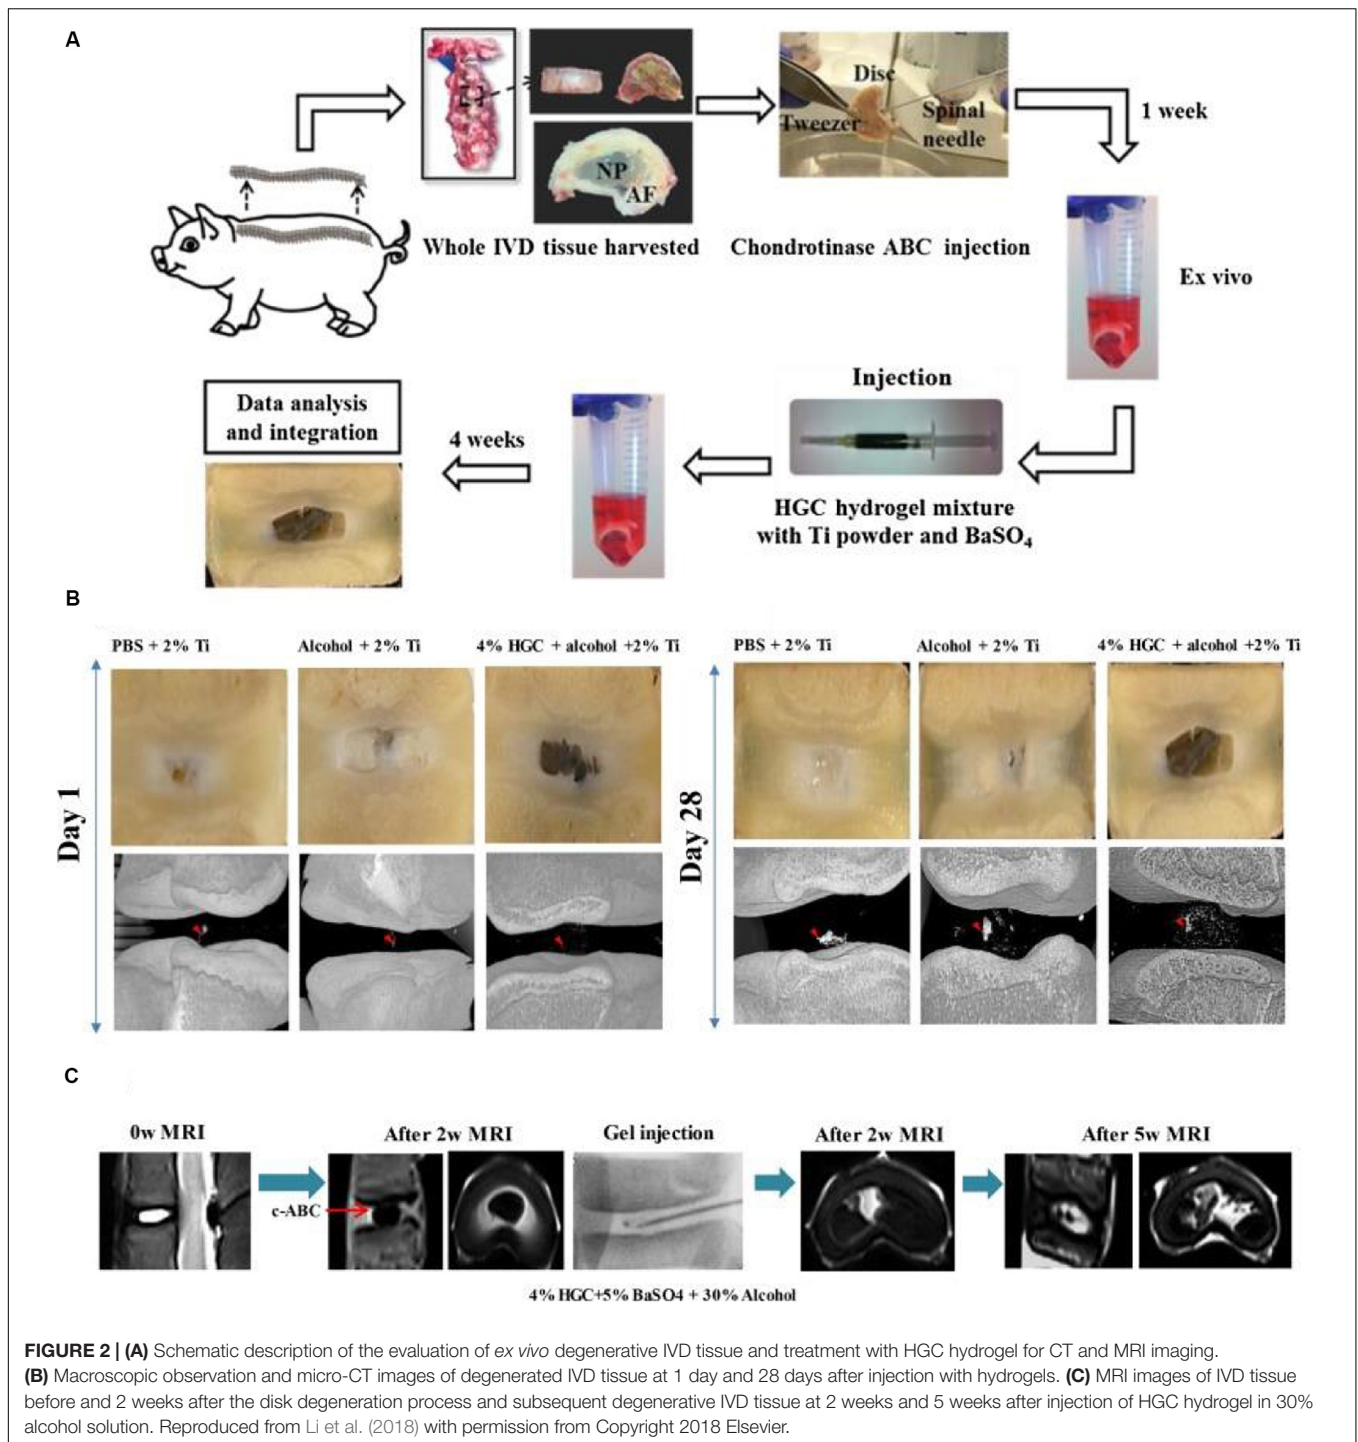 A
Disc
Tweezer
Spinal
needle
1 week
NP
AF
Whole IVD tissue harvested
Chondrotinase ABC injection
Ex vivo
Injection
Data analysis
and integration
4 weeks
HGC hydrogel mixture
with Ti powder and BaSO₄
B
PBS + 2% Ti
Alcohol + 2% Ti
4% HGC + alcohol +2% Ti
PBS + 2% Ti
Alcohol + 2% Ti
4% HGC + alcohol +2% Ti
Day 1
Day 28
C
0w MRI
After 2w MRI
Gel injection
After 2w MRI
After 5w MRI
c-ABC
4% HGC+5% BaSO4 + 30% Alcohol
FIGURE 2 | (A) Schematic description of the evaluation of ex vivo degenerative IVD tissue and treatment with HGC hydrogel for CT and MRI imaging.
(B) Macroscopic observation and micro-CT images of degenerated IVD tissue at 1 day and 28 days after injection with hydrogels. (C) MRI images of IVD tissue
before and 2 weeks after the disk degeneration process and subsequent degenerative IVD tissue at 2 weeks and 5 weeks after injection of HGC hydrogel in 30%
alcohol solution. Reproduced from Li et al. (2018) with permission from Copyright 2018 Elsevier.